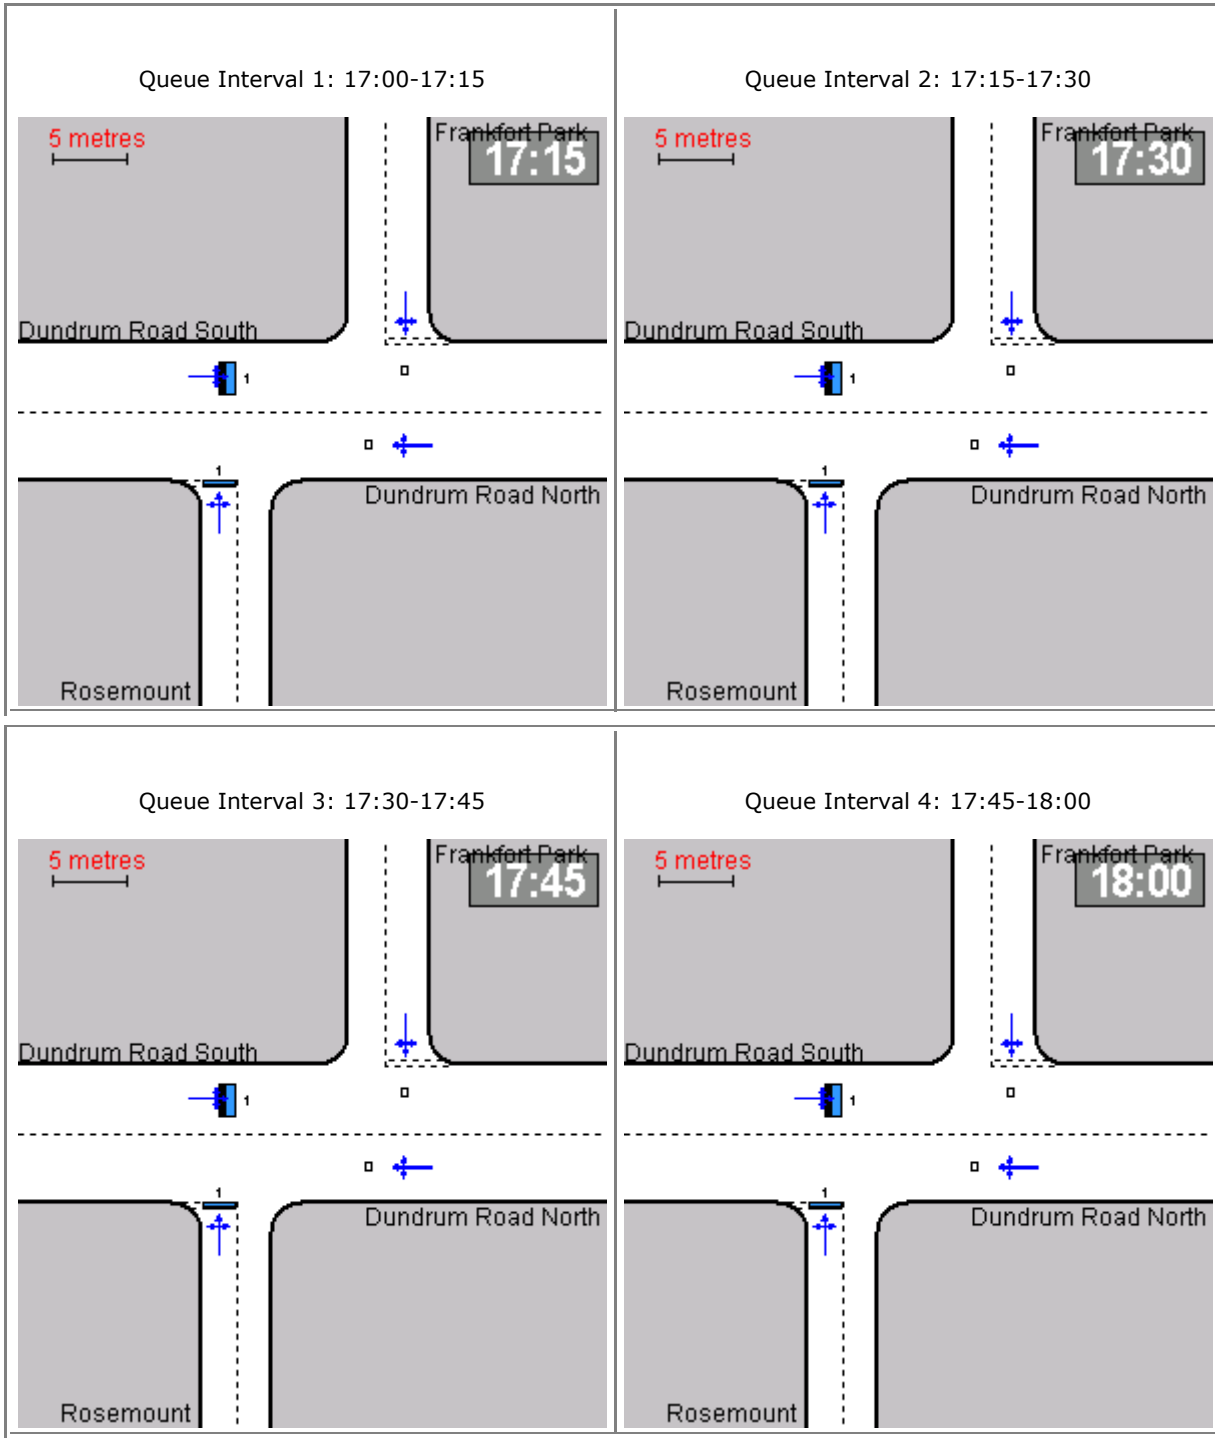 Queue Interval 1: 17:00-17:15
5 metres
Frankfort Park
17:15
Dundrum Road South
1
1
Dundrum Road North
Rosemount
Queue Interval 2: 17:15-17:30
5 metres
Frankfort Park
17:30
Dundrum Road South
1
1
Dundrum Road North
Rosemount
Queue Interval 3: 17:30-17:45
5 metres
Frankfort Park
17:45
Dundrum Road South
1
1
Dundrum Road North
Rosemount
Queue Interval 4: 17:45-18:00
5 metres
Frankfort Park
18:00
Dundrum Road South
1
1
Dundrum Road North
Rosemount